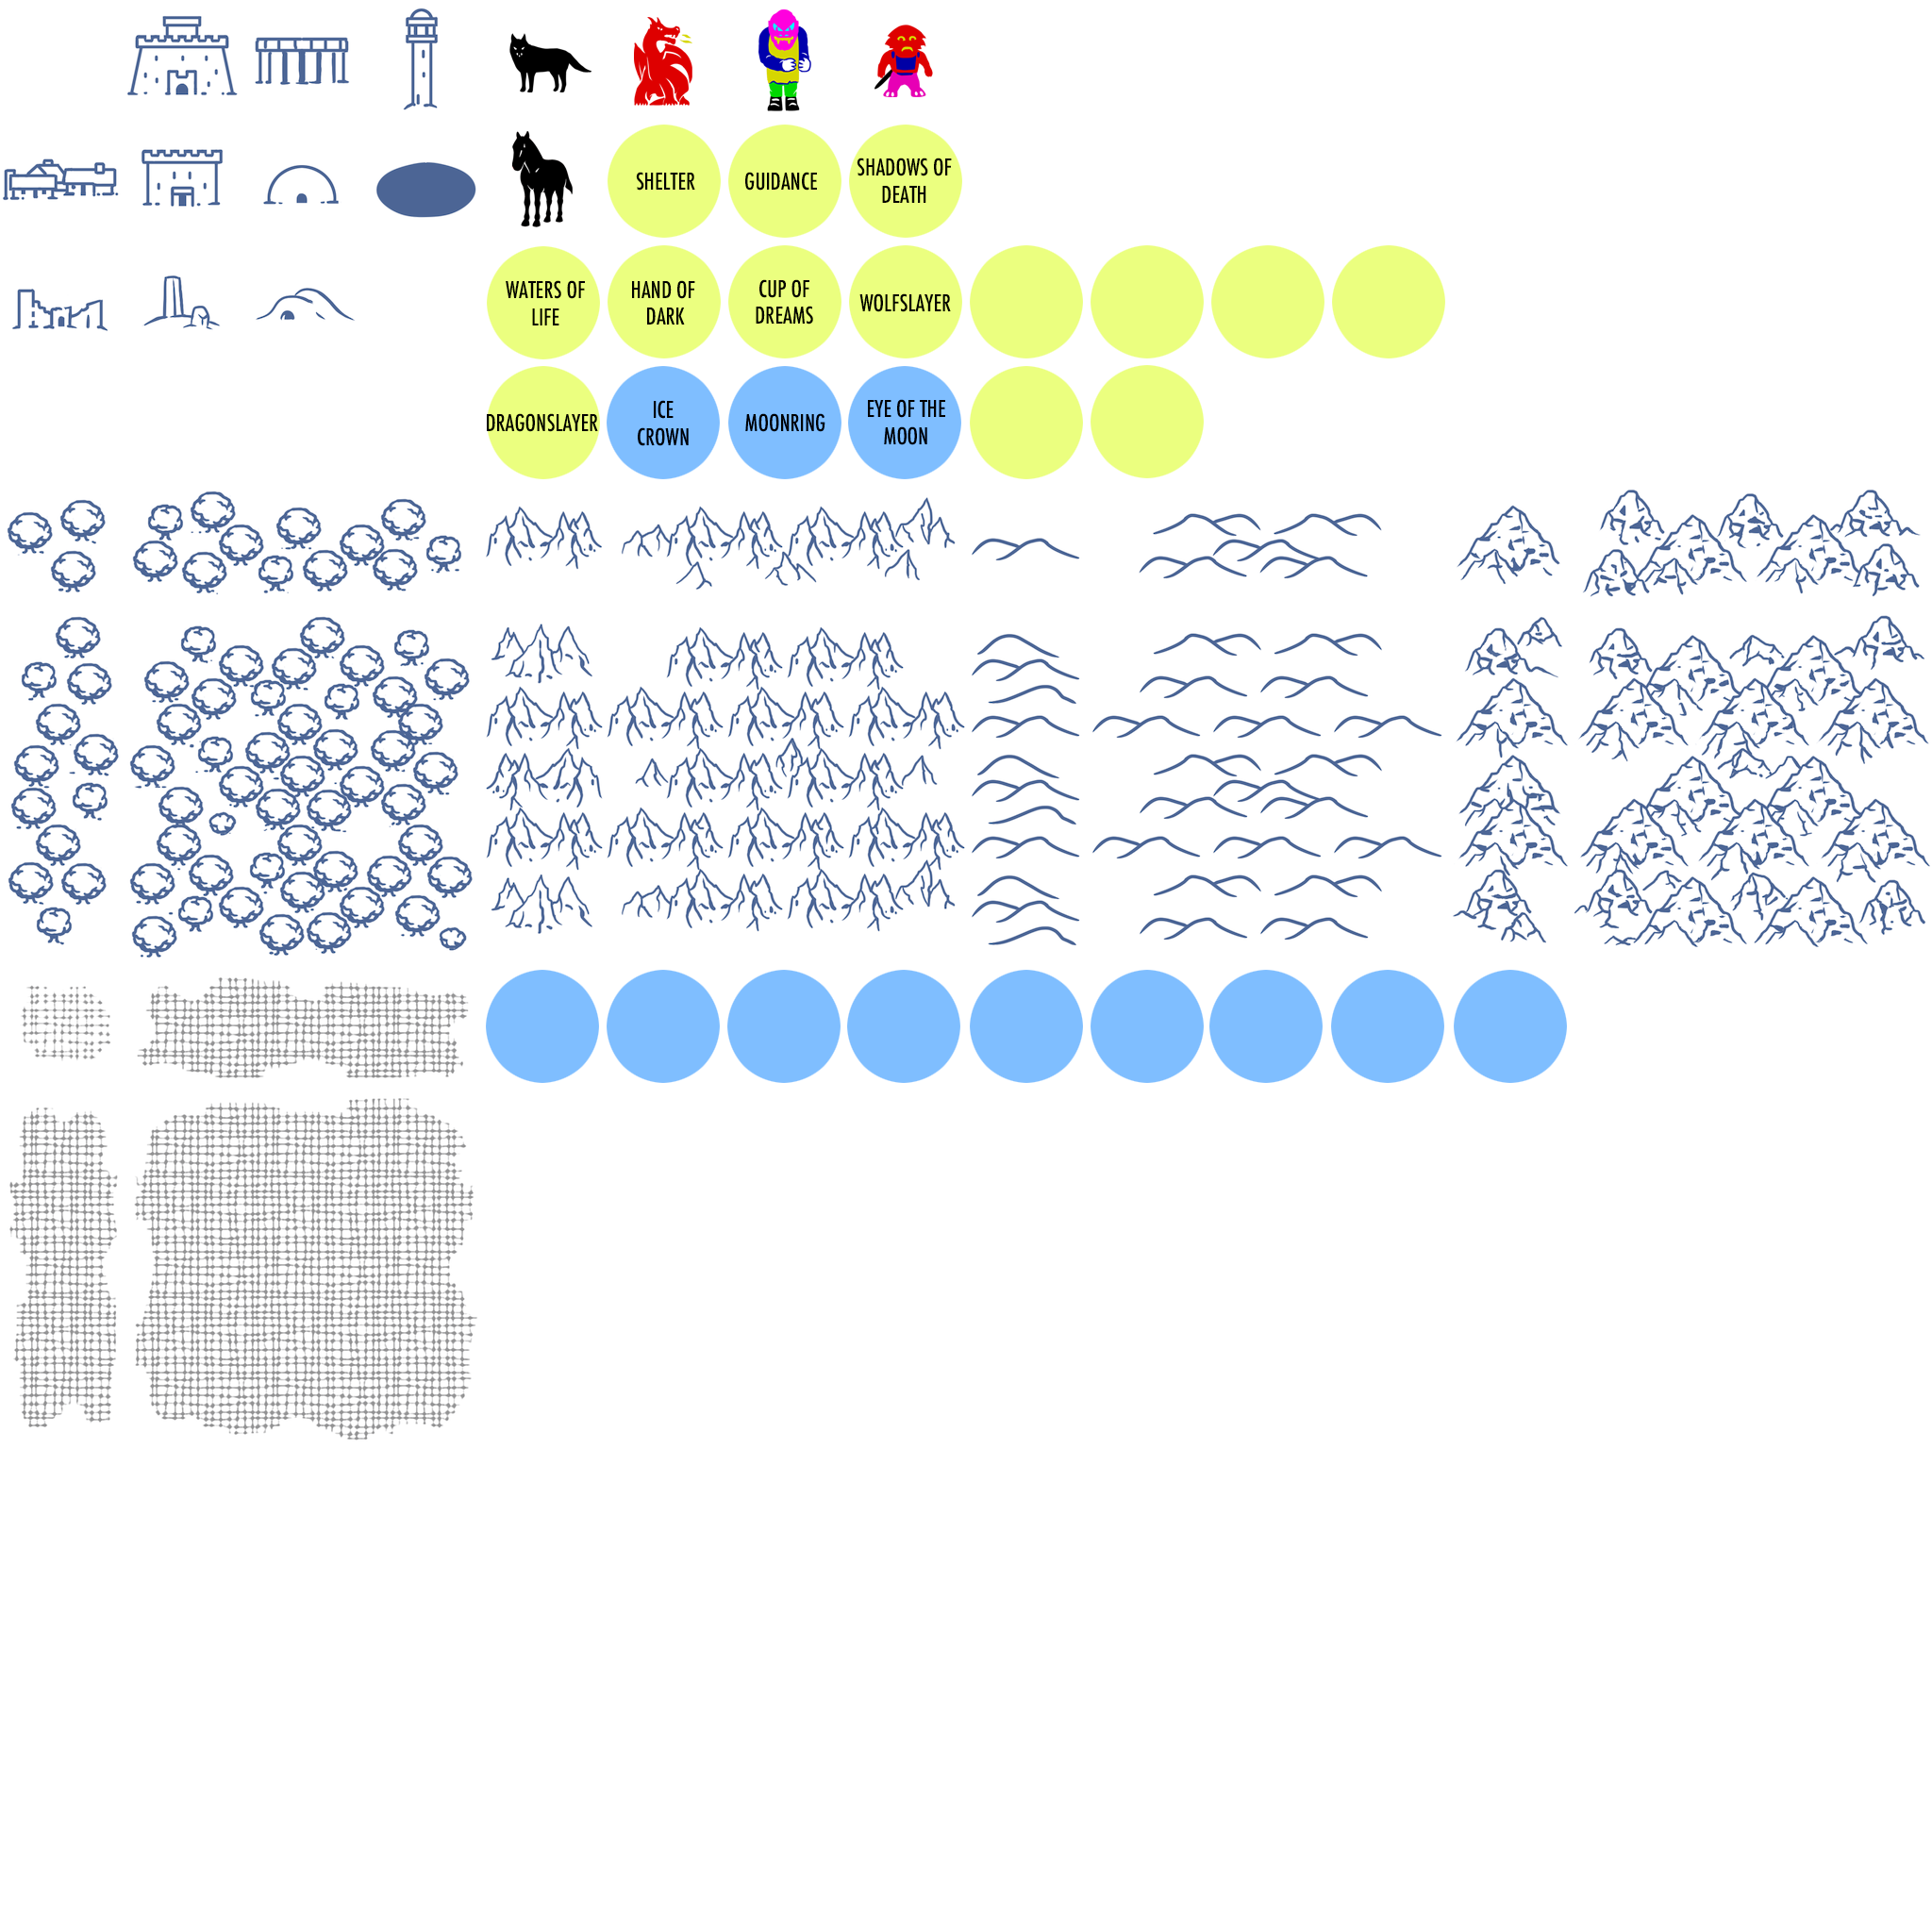 SHELTER
GUIDANCE
SHADOWS OF
DEATH
WATERS OF
LIFE
HAND OF
DARK
CUP OF
DREAMS
WOLFSLAYER
DRAGONSLAYER
ICE
CROWN
MOONRING
EYE OF THE
MOON